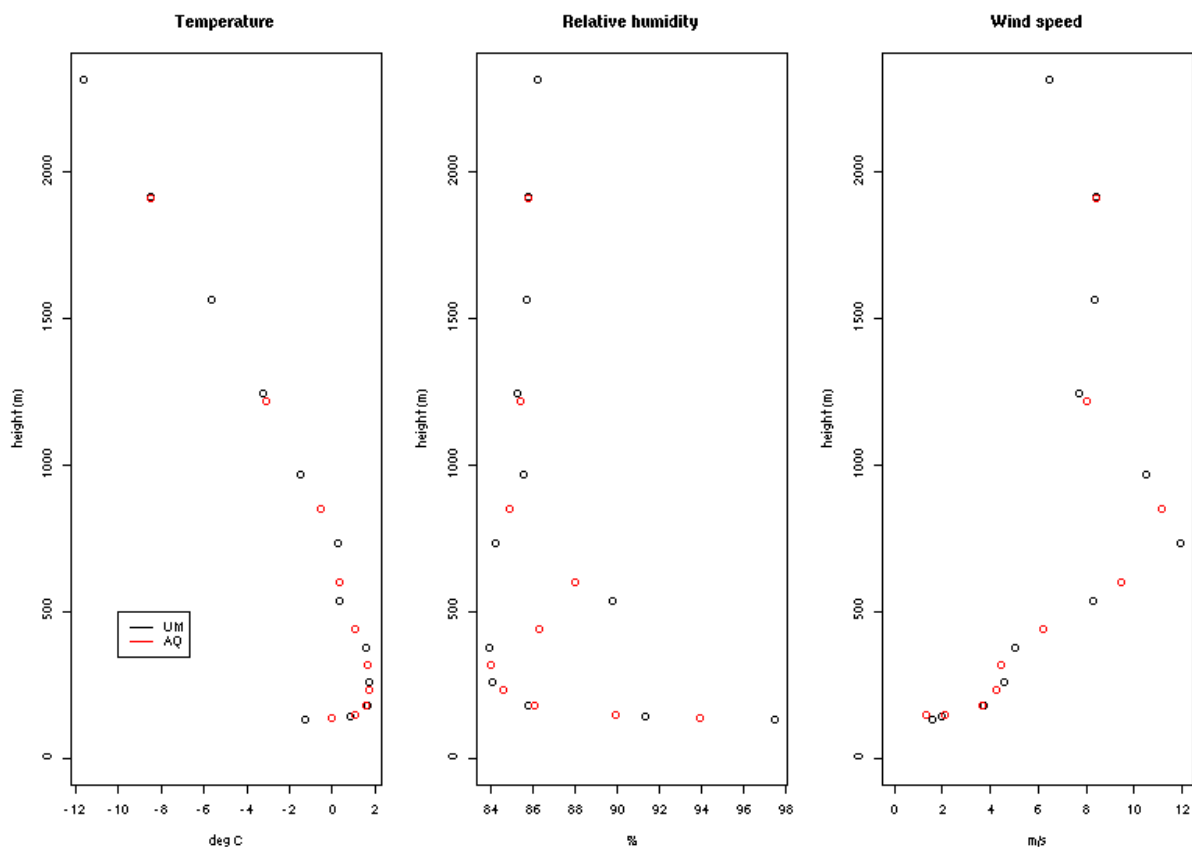 Temperature
height (m)
0
500
1000
1500
2000
UM
AQ
-12 -10 -8 -6 -4 -2 0 2
deg C
Relative humidity
height (m)
0
500
1000
1500
2000
84 86 88 90 92 94 96 98
%
Wind speed
height (m)
0
500
1000
1500
2000
0 2 4 6 8 10 12
m/s